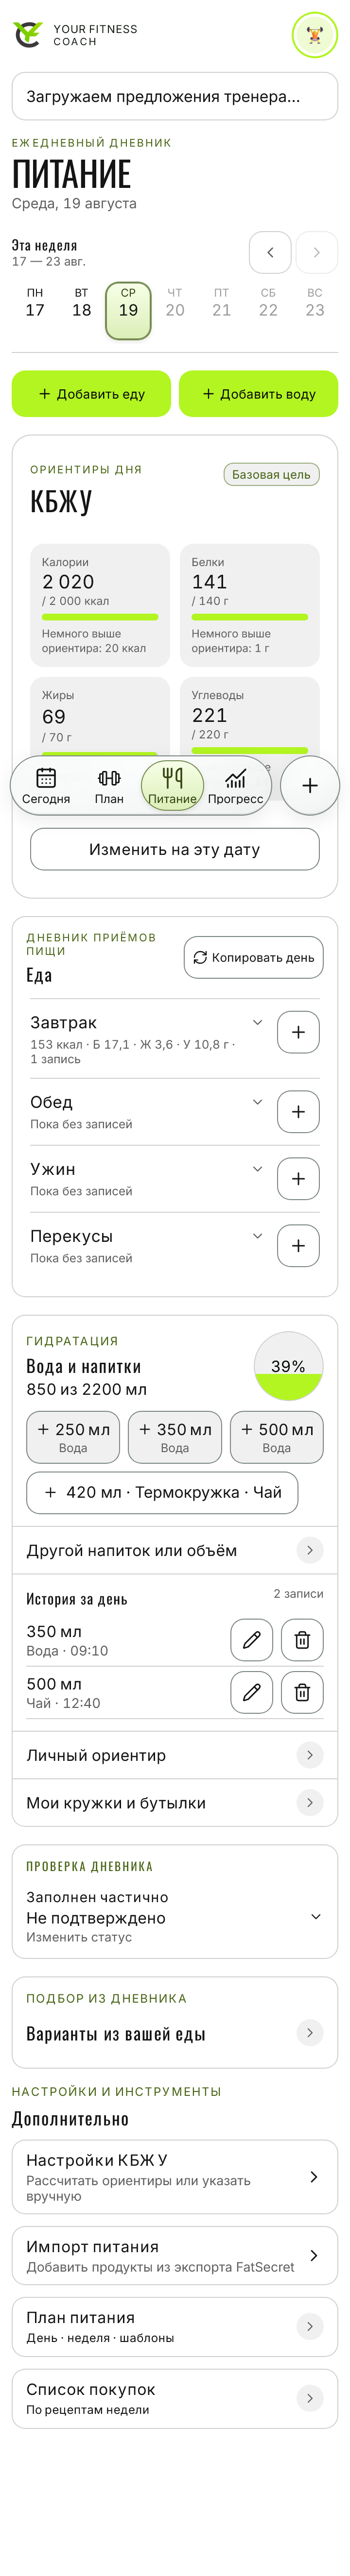 YOUR FITNESS
COACH
Загружаем предложения тренера...
ЕЖЕДНЕВНЫЙ ДНЕВНИК
ПИТАНИЕ
Среда, 19 августа
Эта неделя
17 — 23 авг.
ПН ВТ СР ЧТ ПТ СБ ВС
17 18 19 20 21 22 23
+ Добавить еду + Добавить воду
ОРИЕНТИРЫ ДНЯ
Базовая цель
КБЖУ
Калории
2 020
/ 2 000 ккал
Немного выше
ориентира: 20 ккал
Белки
141
/ 140 г
Немного выше
ориентира: 1 г
Жиры
69
/ 70 г
Углеводы
221
/ 220 г
Сегодня План Питание Прогресс +
Изменить на эту дату
ДНЕВНИК ПРИЁМОВ
ПИЩИ
Еда
Копировать день
Завтрак
153 ккал · Б 17,1 · Ж 3,6 · У 10,8 г ·
1 запись
Обед
Пока без записей
Ужин
Пока без записей
Перекусы
Пока без записей
ГИДРАТАЦИЯ
Вода и напитки
850 из 2200 мл
39%
+ 250 мл + 350 мл + 500 мл
Вода Вода Вода
+ 420 мл · Термокружка · Чай
Другой напиток или объём
История за день 2 записи
350 мл
Вода · 09:10
500 мл
Чай · 12:40
Личный ориентир
Мои кружки и бутылки
ПРОВЕРКА ДНЕВНИКА
Заполнен частично
Не подтверждено
Изменить статус
ПОДБОР ИЗ ДНЕВНИКА
Варианты из вашей еды
НАСТРОЙКИ И ИНСТРУМЕНТЫ
Дополнительно
Настройки КБЖУ
Рассчитать ориентиры или указать
вручную
Импорт питания
Добавить продукты из экспорта FatSecret
План питания
День · неделя · шаблоны
Список покупок
По рецептам недели